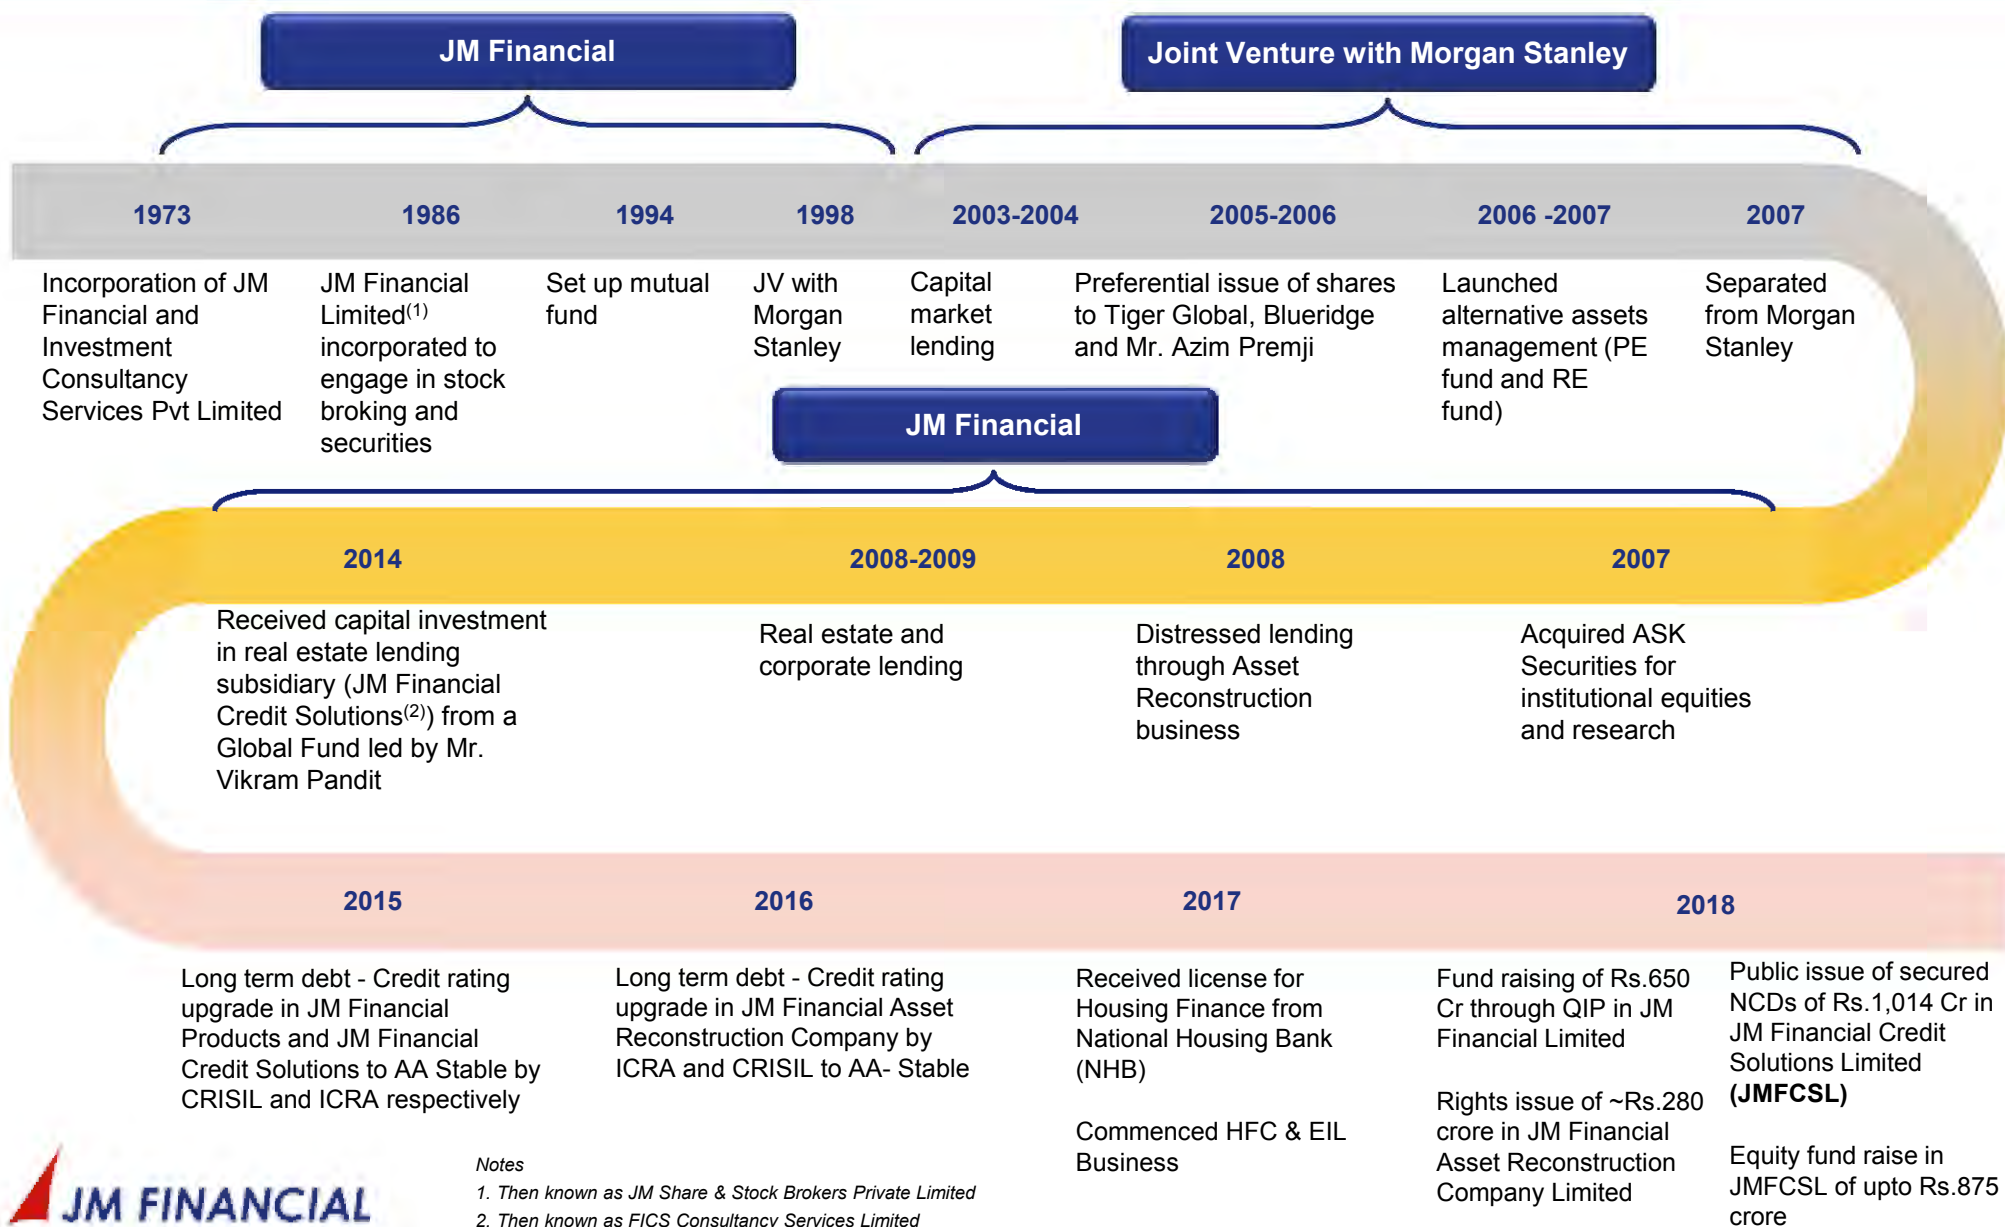 JM Financial
Joint Venture with Morgan Stanley
1973
1986
1994
1998
2003-2004
2005-2006
2006 -2007
2007
Incorporation of JM
Financial and
Investment
Consultancy
Services Pvt Limited
JM Financial
Limited(1)
incorporated to
engage in stock
broking and
securities
Set up mutual
fund
JV with
Morgan
Stanley
Capital
market
lending
Preferential issue of shares
to Tiger Global, Blueridge
and Mr. Azim Premji
Launched
alternative assets
management (PE
fund and RE
fund)
Separated
from Morgan
Stanley
JM Financial
2014
2008-2009
2008
2007
Received capital investment
in real estate lending
subsidiary (JM Financial
Credit Solutions(2)) from a
Global Fund led by Mr.
Vikram Pandit
Real estate and
corporate lending
Distressed lending
through Asset
Reconstruction
business
Acquired ASK
Securities for
institutional equities
and research
2015
2016
2017
2018
Long term debt - Credit rating
upgrade in JM Financial
Products and JM Financial
Credit Solutions to AA Stable by
CRISIL and ICRA respectively
Long term debt - Credit rating
upgrade in JM Financial Asset
Reconstruction Company by
ICRA and CRISIL to AA- Stable
Received license for
Housing Finance from
National Housing Bank
(NHB)
Commenced HFC & EIL
Business
Fund raising of Rs.650
Cr through QIP in JM
Financial Limited
Rights issue of ~Rs.280
crore in JM Financial
Asset Reconstruction
Company Limited
Public issue of secured
NCDs of Rs.1,014 Cr in
JM Financial Credit
Solutions Limited
(JMFCSL)
Equity fund raise in
JMFCSL of upto Rs.875
crore
JM FINANCIAL
Notes
1. Then known as JM Share & Stock Brokers Private Limited
2. Then known as FICS Consultancy Services Limited